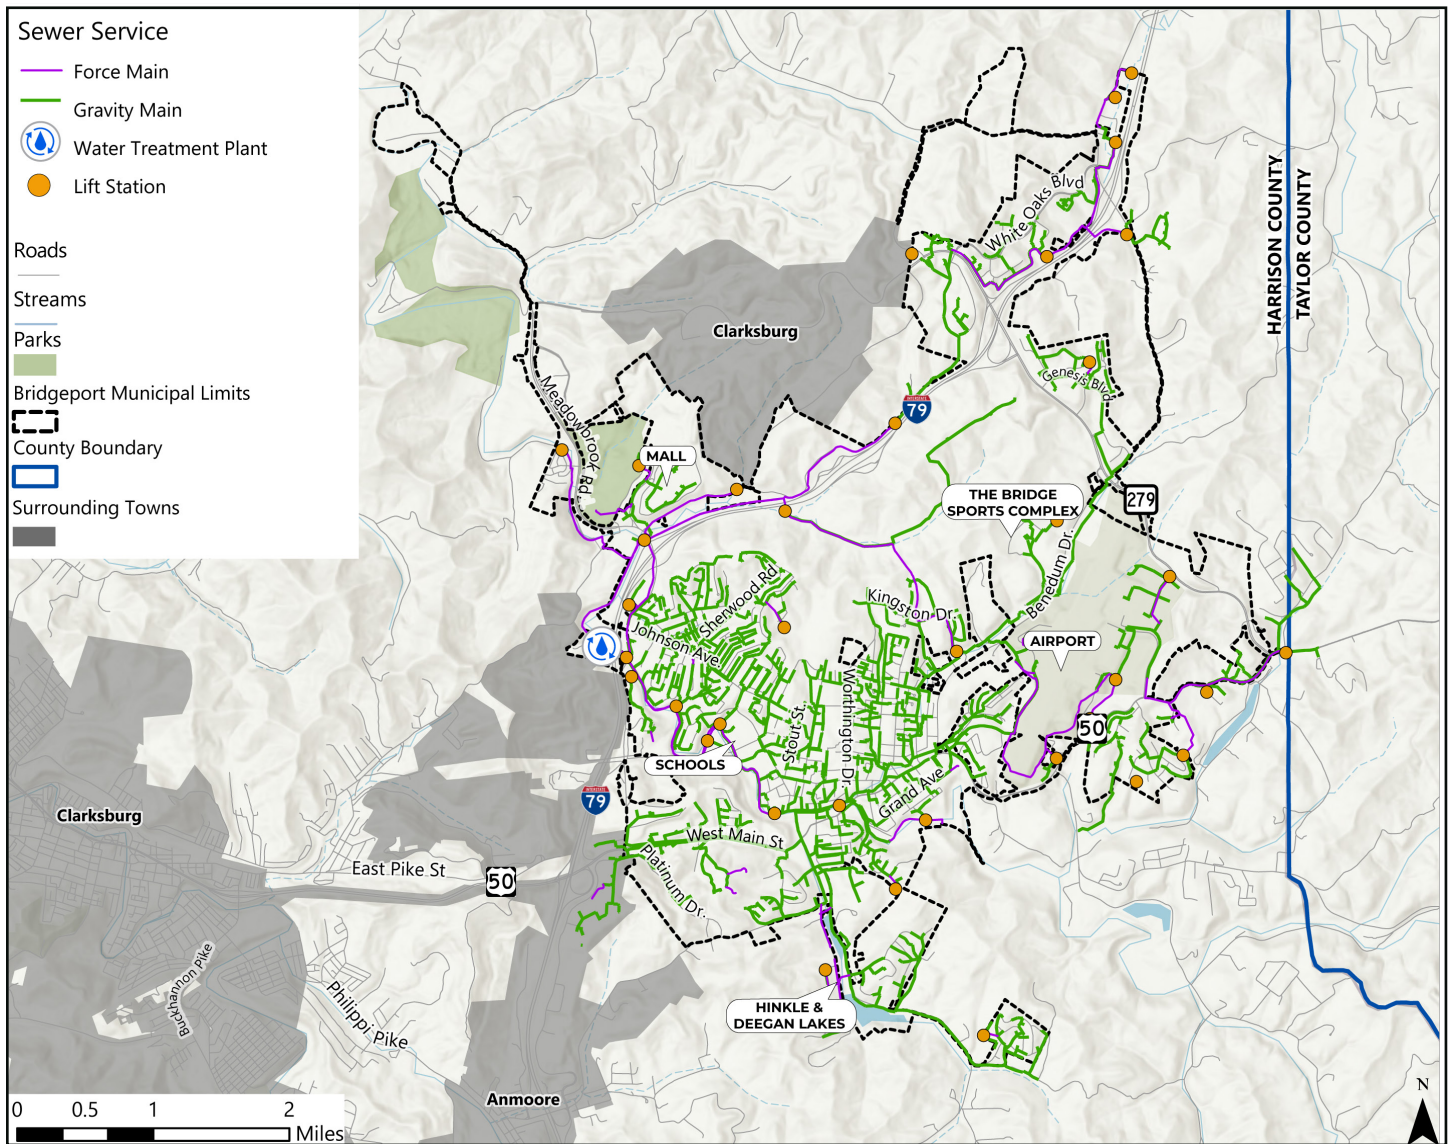 Sewer Service
Force Main
Gravity Main
Water Treatment Plant
Lift Station
Roads
Streams
Parks
Bridgeport Municipal Limits
County Boundary
Surrounding Towns
White Oaks Blvd
HARRISON COUNTY
TAYLOR COUNTY
Clarksburg
Genesis Blvd
Meadowbrook Rd
INTERSTATE
79
MALL
THE BRIDGE
SPORTS COMPLEX
279
Benedum Dr.
Sherwood Rd
Kingston Dr.
Johnson Ave
AIRPORT
Worthington Dr.
Stout St.
50
SCHOOLS
INTERSTATE
79
Grand Ave
Clarksburg
West Main St
East Pike St
50
Platinum Dr.
Buckhannon Pike
Philippi Pike
HINKLE &
DEEGAN LAKES
Anmoore
N
0 0.5 1 2
Miles